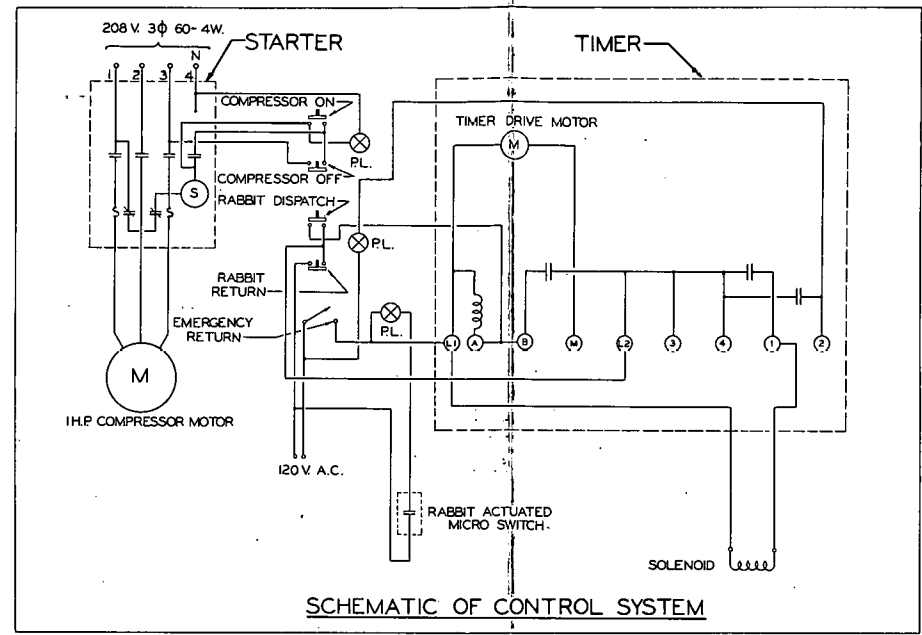 208 V. 3ϕ 60~ 4W.
STARTER
TIMER
N
1 2 3 4
COMPRESSOR ON
TIMER DRIVE MOTOR
M
P.L.
COMPRESSOR OFF
S
RABBIT DISPATCH
P.L.
RABBIT
RETURN
EMERGENCY
RETURN
P.L.
L1 A B M L2 3 4 1 2
M
1 H.P. COMPRESSOR MOTOR
120 V. A.C.
RABBIT ACTUATED
MICRO SWITCH.
SOLENOID
SCHEMATIC OF CONTROL SYSTEM